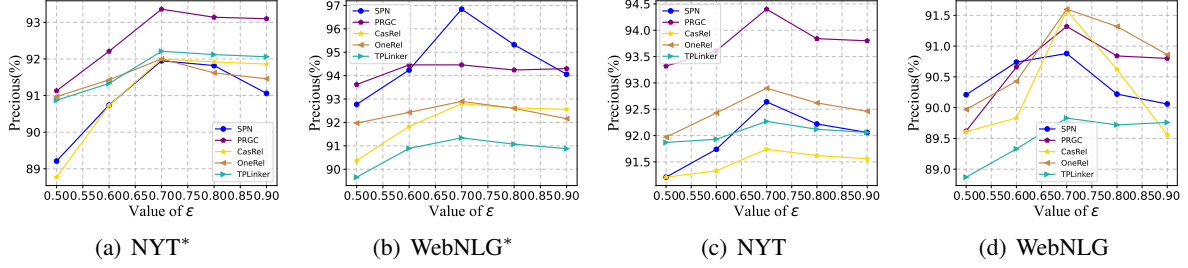 93
92
91
90
89
Precious(%)
SPN
PRGC
CasRel
OneRel
TPLinker
0.50 0.55 0.60 0.65 0.70 0.75 0.80 0.85 0.90
Value of ε
(a) NYT*
97
96
95
94
93
92
91
90
Precious(%)
SPN
PRGC
CasRel
OneRel
TPLinker
0.50 0.55 0.60 0.65 0.70 0.75 0.80 0.85 0.90
Value of ε
(b) WebNLG*
94.5
94.0
93.5
93.0
92.5
92.0
91.5
Precious(%)
SPN
PRGC
CasRel
OneRel
TPLinker
0.50 0.55 0.60 0.65 0.70 0.75 0.80 0.85 0.90
Value of ε
(c) NYT
91.5
91.0
90.5
90.0
89.5
89.0
Precious(%)
SPN
PRGC
CasRel
OneRel
TPLinker
0.50 0.55 0.60 0.65 0.70 0.75 0.80 0.85 0.90
Value of ε
(d) WebNLG